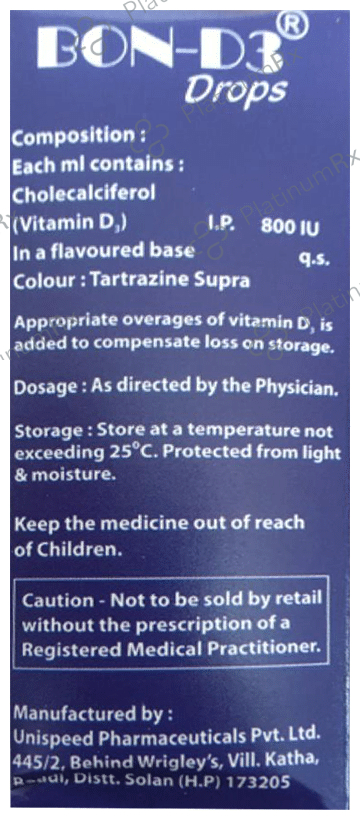 BON-D3®
Drops
Composition :
Each ml contains :
Cholecalciferol
(Vitamin D₃) I.P. 800 IU
In a flavoured base q.s.
Colour : Tartrazine Supra
Appropriate overages of vitamin D₃ is
added to compensate loss on storage.
Dosage : As directed by the Physician.
Storage : Store at a temperature not
exceeding 25°C. Protected from light
& moisture.
Keep the medicine out of reach
of Children.
Caution - Not to be sold by retail
without the prescription of a
Registered Medical Practitioner.
Manufactured by :
Unispeed Pharmaceuticals Pvt. Ltd.
445/2, Behind Wrigley's, Vill. Katha,
Distt. Solan (H.P) 173205
PlatinumRx